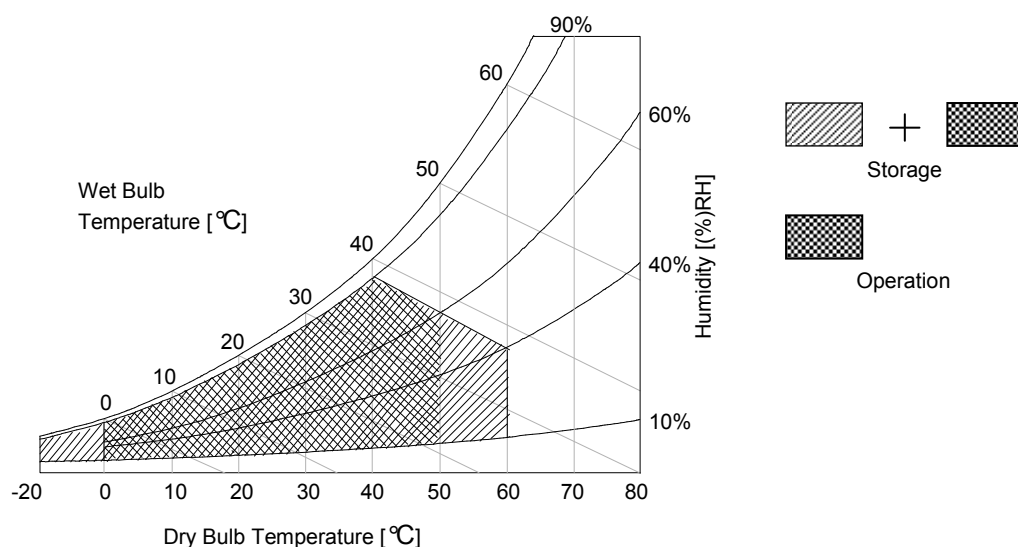 90%
60
60%
50
Storage
Wet Bulb
Temperature [℃]
40
Humidity [(%)RH]
40%
Operation
30
20
10
0
10%
-20 0 10 20 30 40 50 60 70 80
Dry Bulb Temperature [℃]